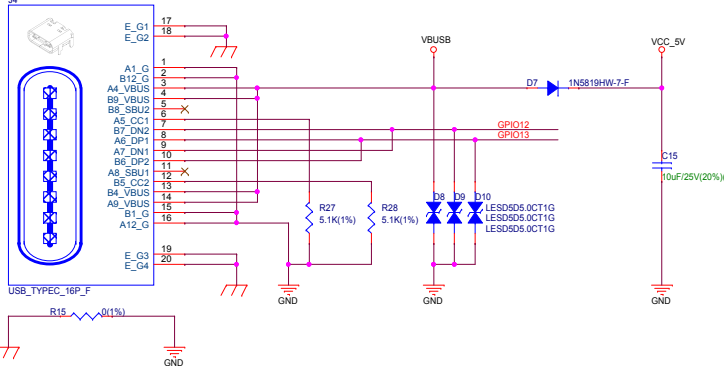 J4
E_G1 17
E_G2 18
A1_G 1
B12_G 2
A4_VBUS 3
B9_VBUS 4
B8_SBU2 5
A5_CC1 6
B7_DN2 7
A6_DP1 8
A7_DN1 9
B6_DP2 10
A8_SBU1 11
B5_CC2 12
B4_VBUS 13
A9_VBUS 14
B1_G 15
A12_G 16
E_G3 19
E_G4 20
USB_TYPEC_16P_F
VBUSB
VCC_5V
D7
1N5819HW-7-F
GPIO12
GPIO13
C15
10uF/25V(20%)
R27
5.1K(1%)
R28
5.1K(1%)
D8
D9
D10
LESD5D5.0CT1G
LESD5D5.0CT1G
LESD5D5.0CT1G
GND
GND
GND
R15
0(1%)
GND